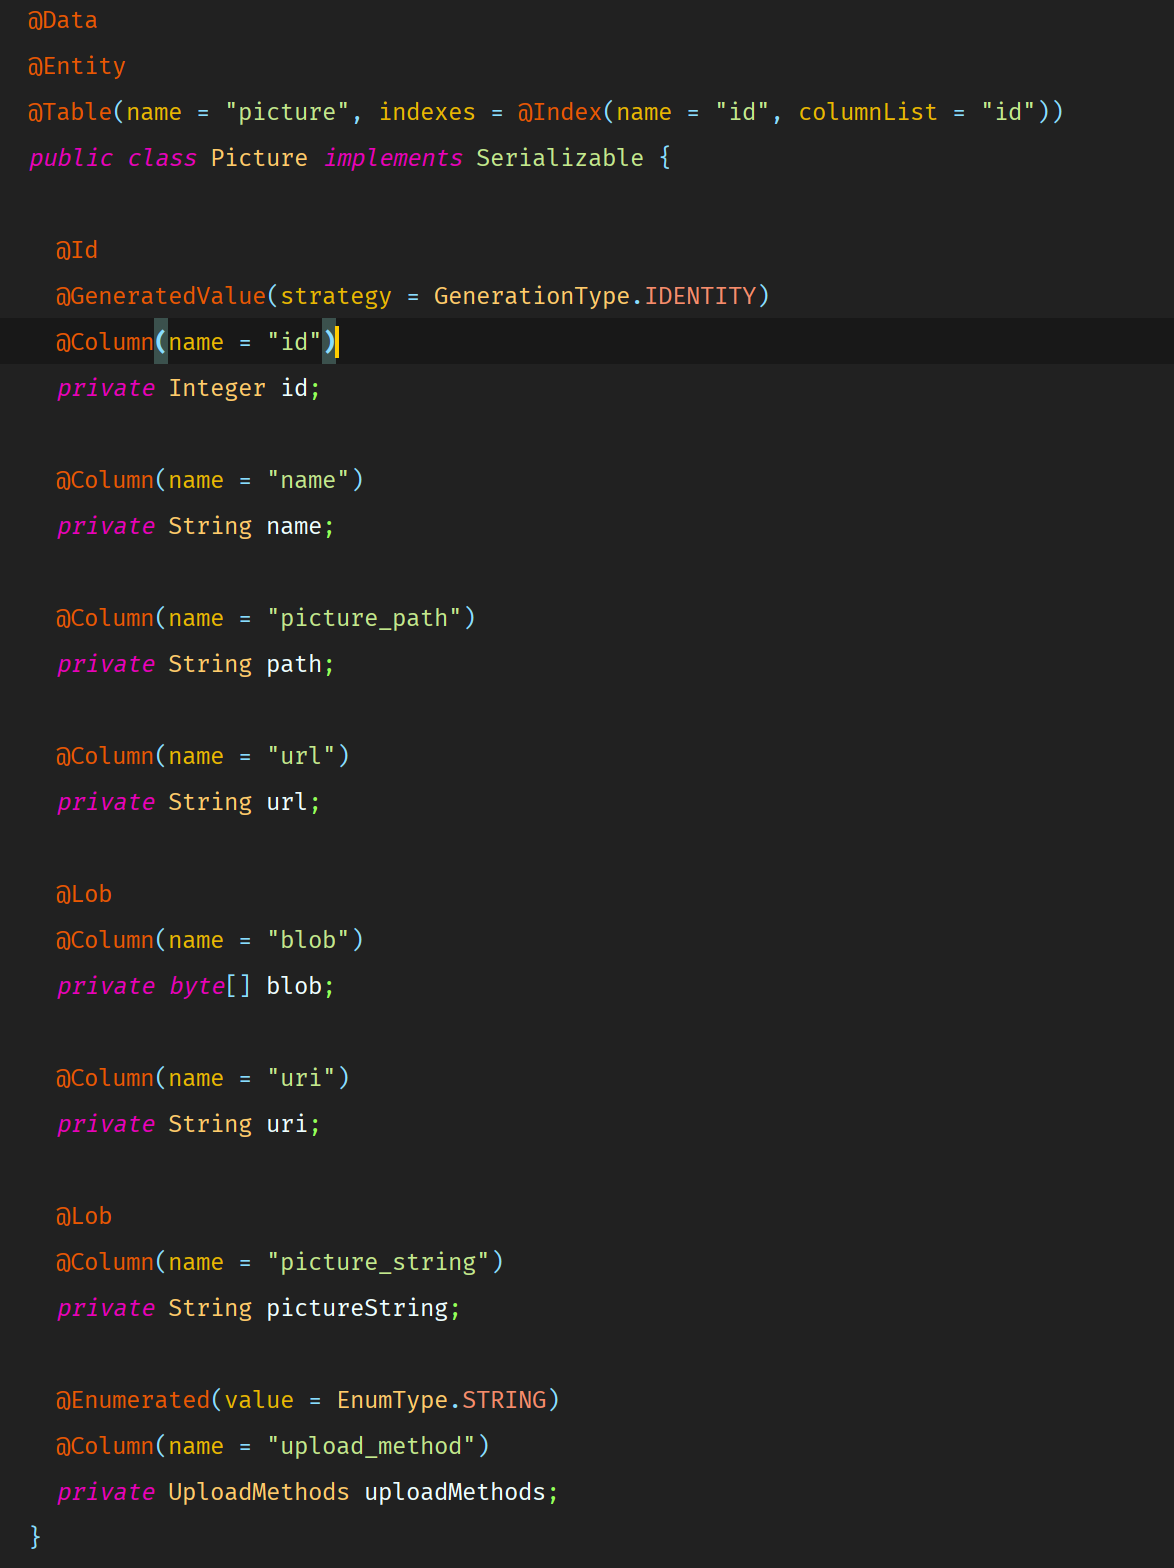 @Data
@Entity
@Table(name = "picture", indexes = @Index(name = "id", columnList = "id"))
public class Picture implements Serializable {
@Id
@GeneratedValue(strategy = GenerationType.IDENTITY)
@Column(name = "id")
private Integer id;
@Column(name = "name")
private String name;
@Column(name = "picture_path")
private String path;
@Column(name = "url")
private String url;
@Lob
@Column(name = "blob")
private byte[] blob;
@Column(name = "uri")
private String uri;
@Lob
@Column(name = "picture_string")
private String pictureString;
@Enumerated(value = EnumType.STRING)
@Column(name = "upload_method")
private UploadMethods uploadMethods;
}